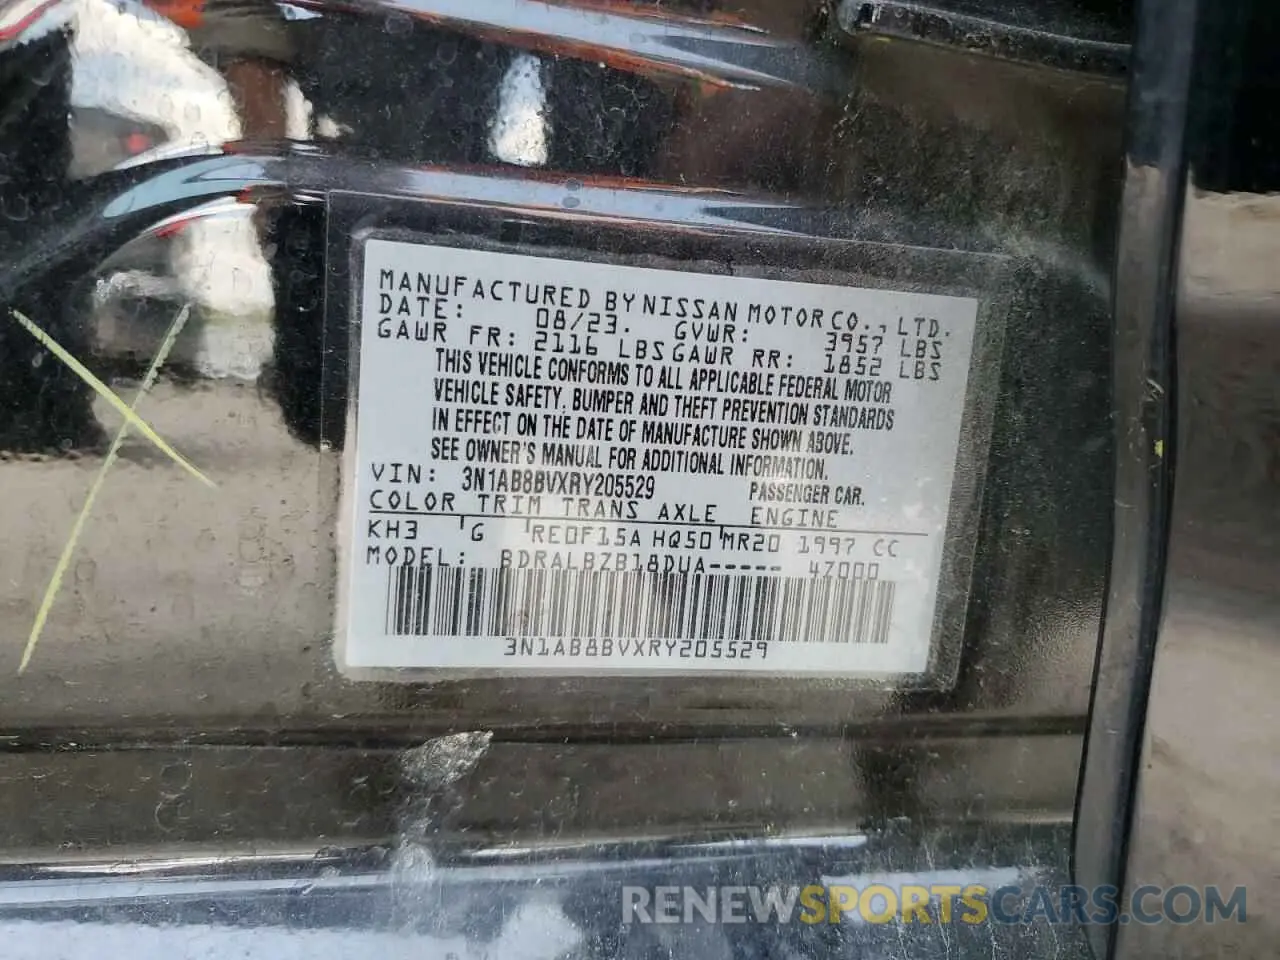 MANUFACTURED BY NISSAN MOTOR CO., LTD.
DATE: 08/23. GVWR: 3957 LBS
GAWR FR: 2116 LBS GAWR RR: 1852 LBS
THIS VEHICLE CONFORMS TO ALL APPLICABLE FEDERAL MOTOR
VEHICLE SAFETY, BUMPER AND THEFT PREVENTION STANDARDS
IN EFFECT ON THE DATE OF MANUFACTURE SHOWN ABOVE.
SEE OWNER'S MANUAL FOR ADDITIONAL INFORMATION.
VIN: 3N1AB8BVXRY205529 PASSENGER CAR.
COLOR TRIM TRANS AXLE ENGINE
KH3 G RE0F15A HQ50 MR20 1997 CC
MODEL: BDRALBZB18DUA----- 47000
3N1AB8BVXRY205529
RENEWSPORTSCARS.COM